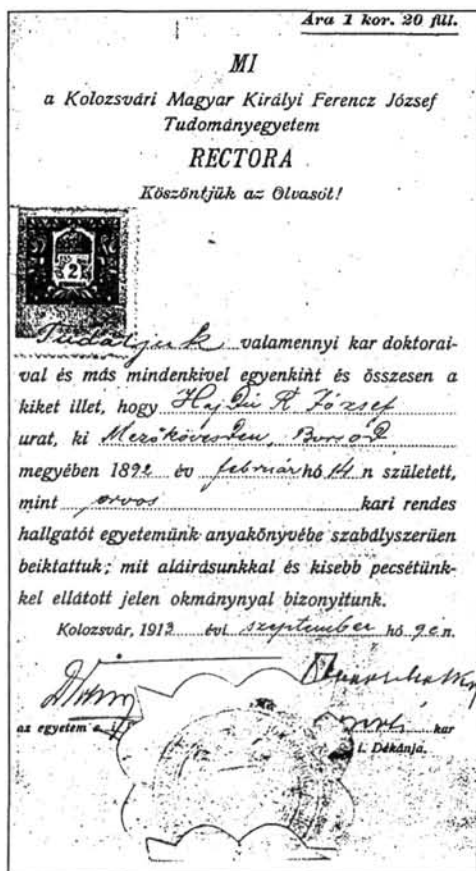 Ára 1 kor. 20 fill.
MI
a Kolozsvári Magyar Királyi Ferencz József
Tudományegyetem
RECTORA
Köszöntjük az Olvasót!
2
Tudatjuk valamennyi kar doktorai-
val és más mindenkivel egyenkint és összesen a
kiket illet, hogy Hejdü R József
urat, ki Mezőkövesden, Borsod
megyében 1892 év február hó 14 n született,
mint orvos kari rendes
hallgatót egyetemünk anyakönyvébe szabályszerüen
beiktattuk; mit aláirásunkkal és kisebb pecsétünk-
kel ellátott jelen okmánynyal bizonyitunk.
Kolozsvár, 1913 évi szeptember hó 9én.
az egyetem kar
i. Dékánja.